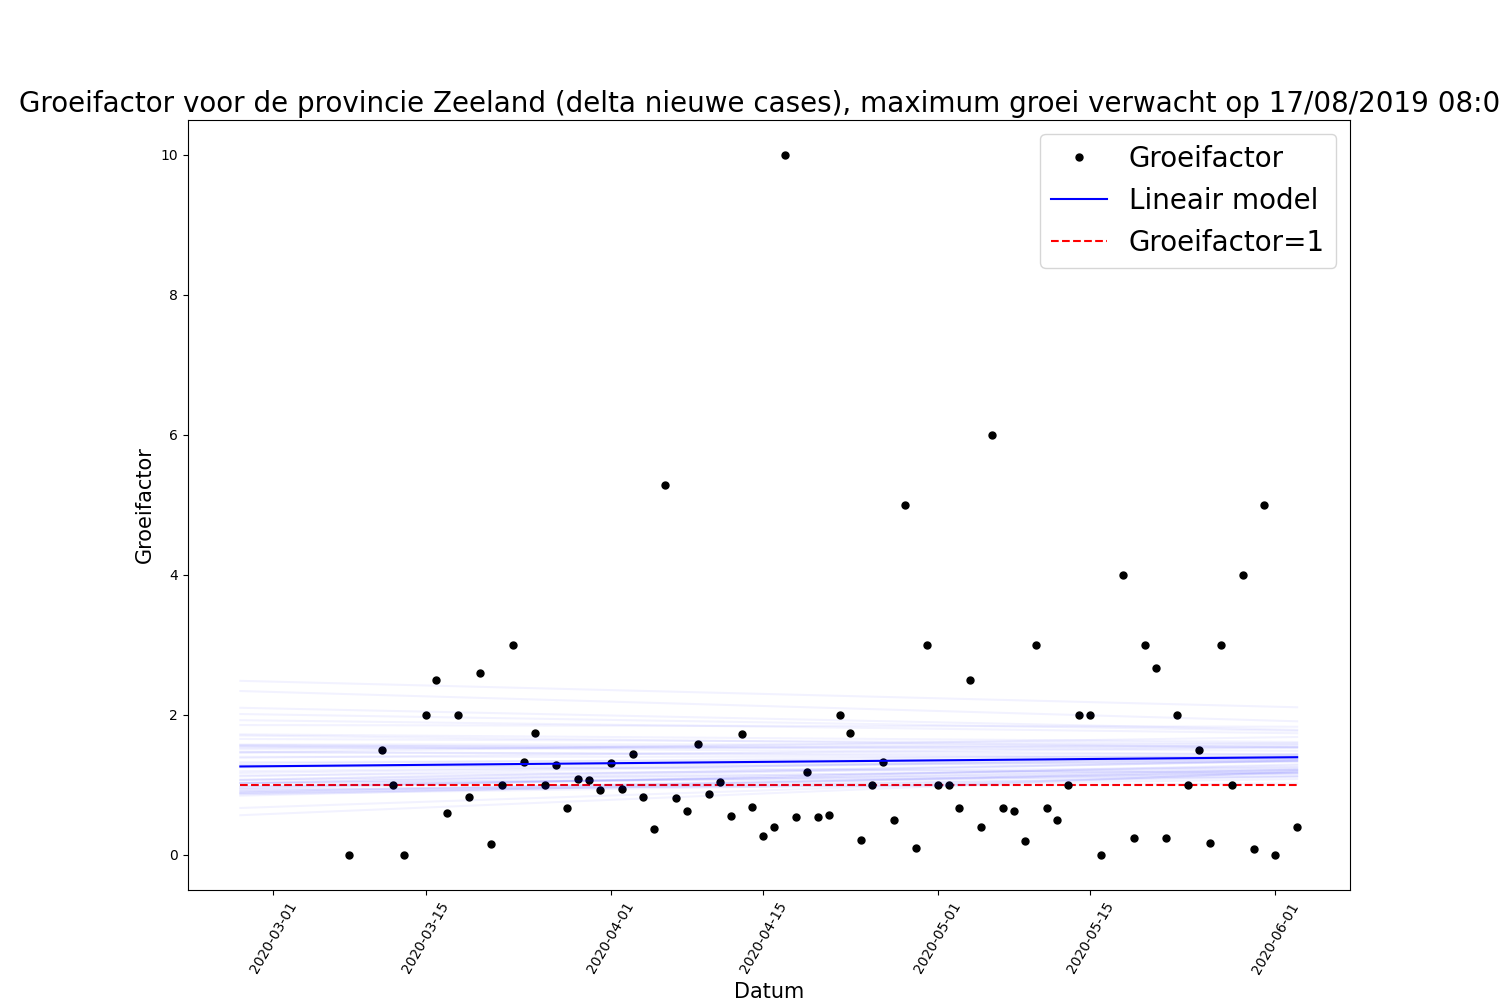 Groeifactor voor de provincie Zeeland (delta nieuwe cases), maximum groei verwacht op 17/08/2019 08:0
Groeifactor
Lineair model
Groeifactor=1
10
8
6
4
2
0
Groeifactor
2020-03-01
2020-03-15
2020-04-01
2020-04-15
2020-05-01
2020-05-15
2020-06-01
Datum